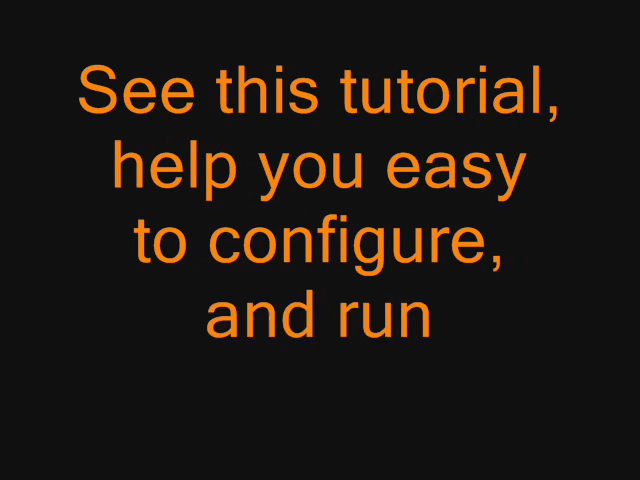 See this tutorial,
help you easy
to configure,
and run